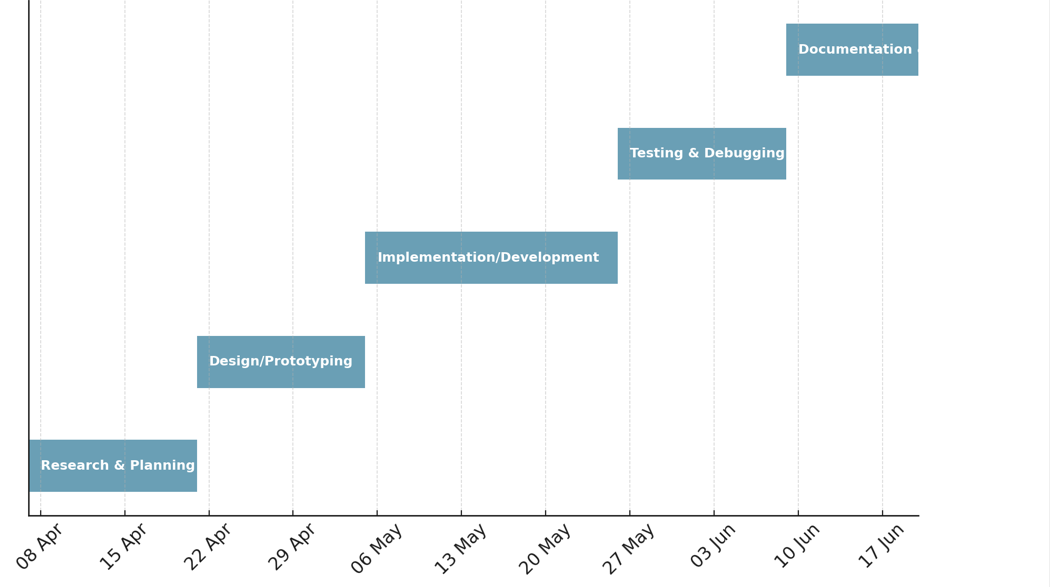 Documentation
Testing & Debugging
Implementation/Development
Design/Prototyping
Research & Planning
08 Apr
15 Apr
22 Apr
29 Apr
06 May
13 May
20 May
27 May
03 Jun
10 Jun
17 Jun